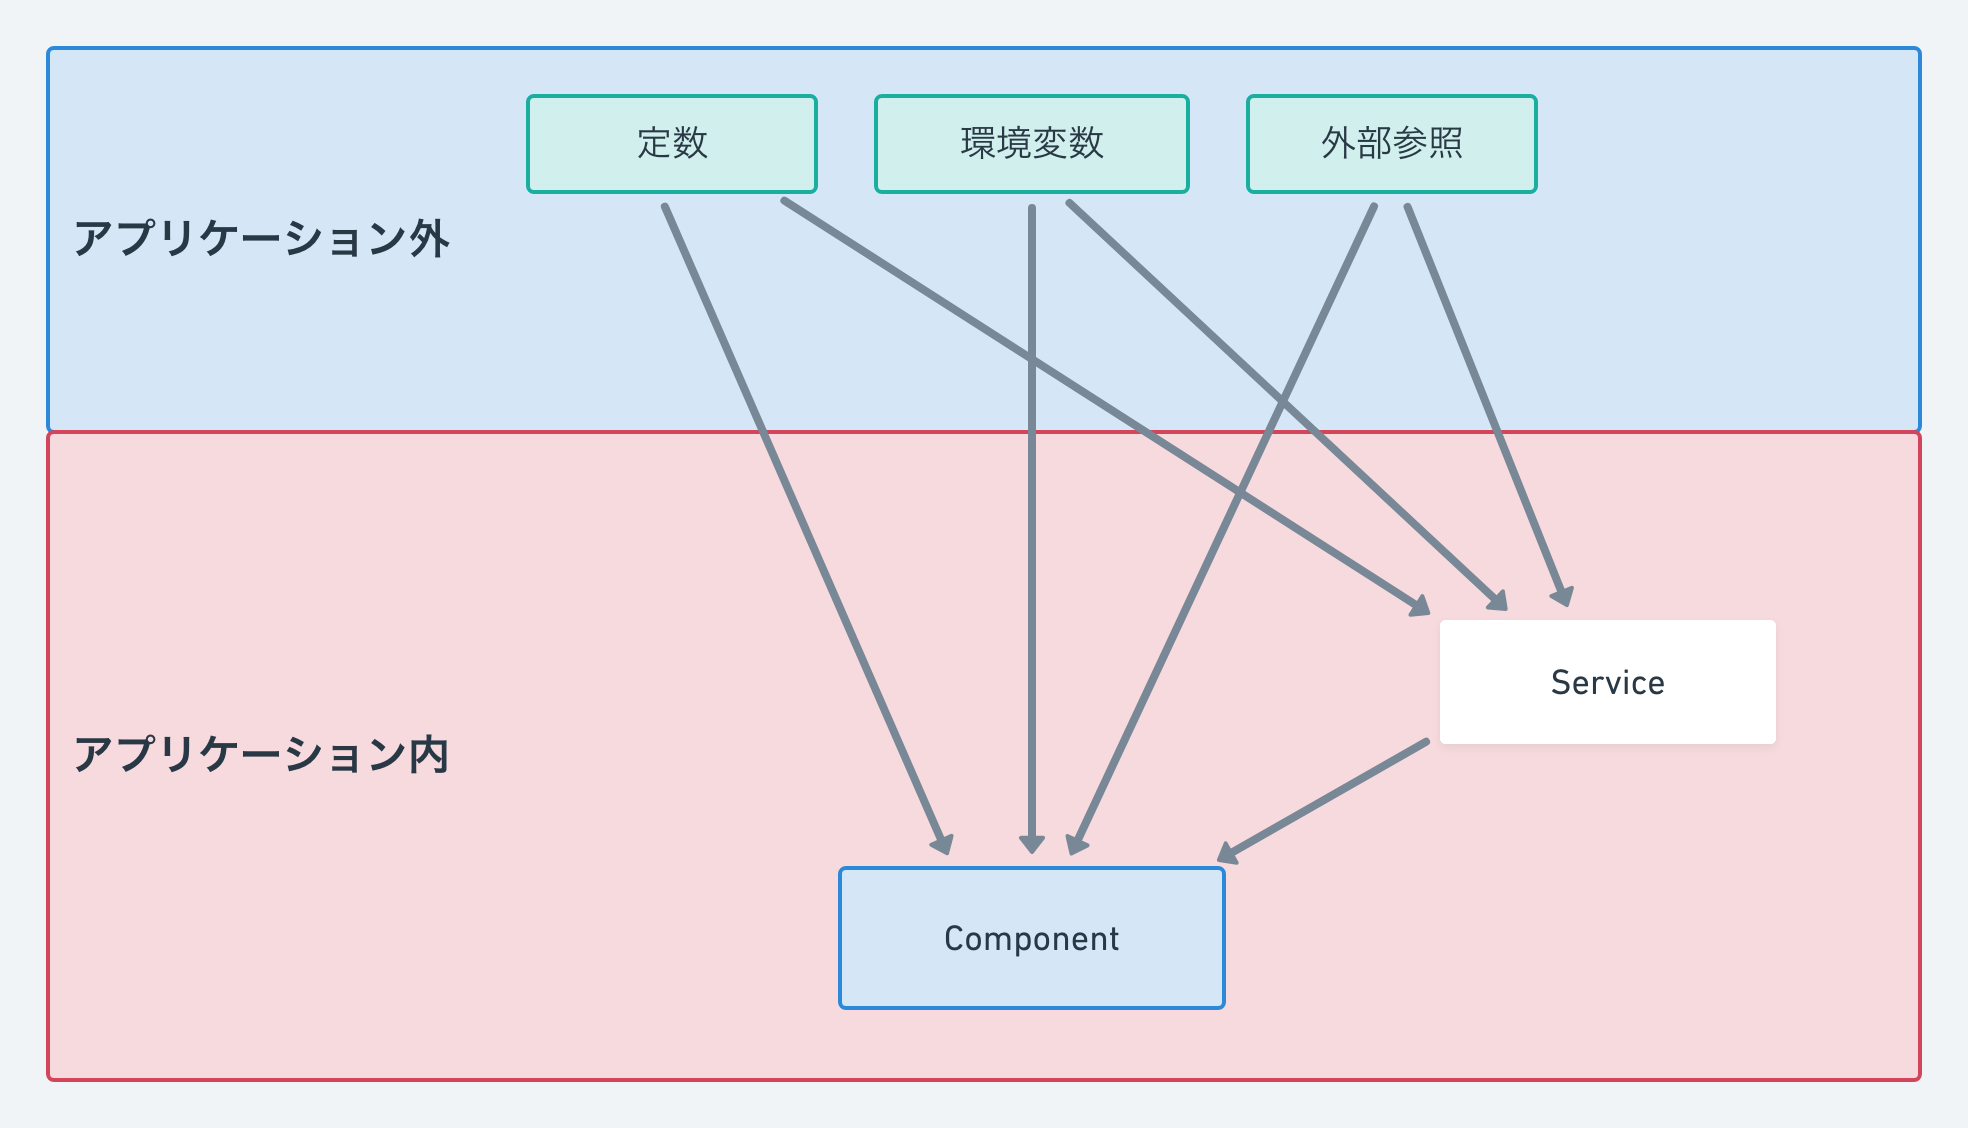 定数
環境変数
外部参照
アプリケーション外
Service
アプリケーション内
Component